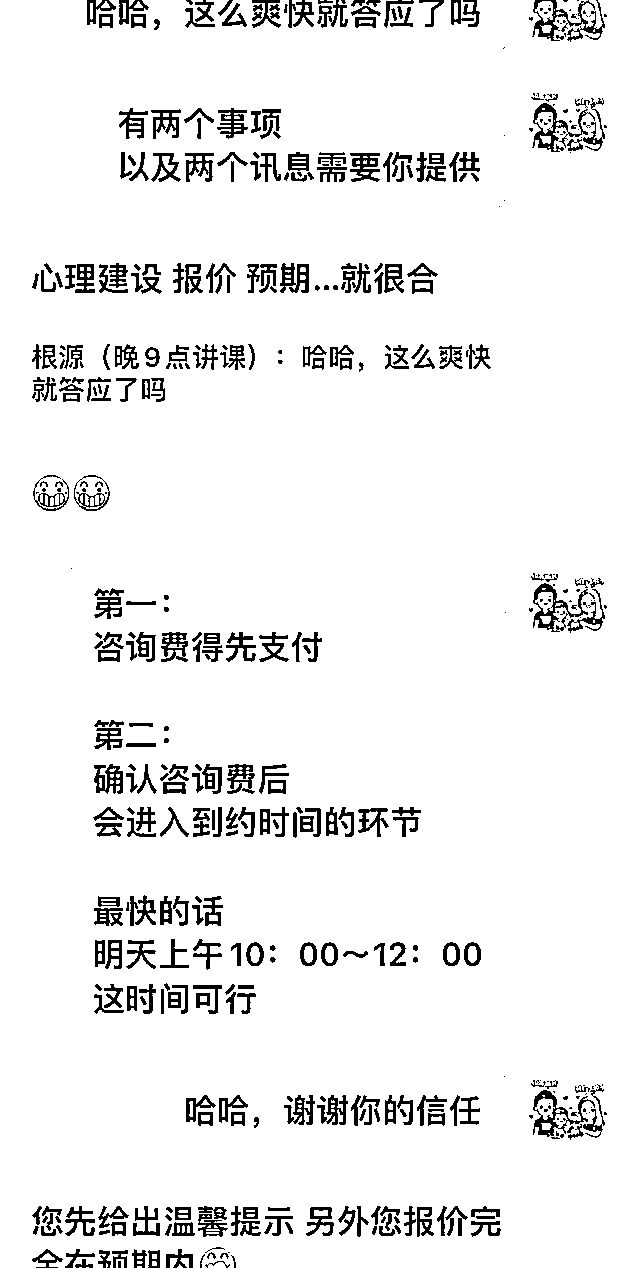 哈哈，这么爽快就答应了吗
有两个事项
以及两个讯息需要你提供
心理建设 报价 预期...就很合
根源（晚9点讲课）：哈哈，这么爽快
就答应了吗
第一：
咨询费得先支付
第二：
确认咨询费后
会进入到约时间的环节
最快的话
明天上午10：00～12：00
这时间可行
哈哈，谢谢你的信任
您先给出温馨提示 另外您报价完
全在预期内